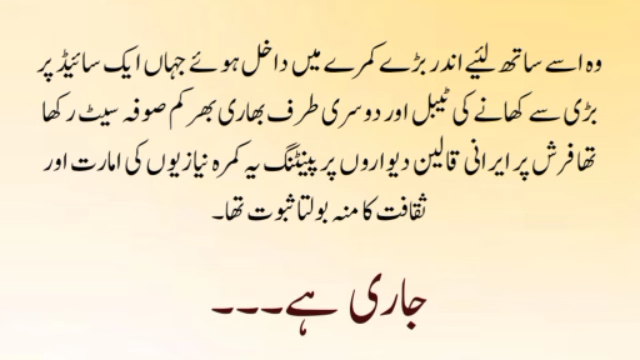 وہ اسے ساتھ لئیے اندر بڑے کمرے میں داخل ہوئے جہاں ایک سائیڈ پر
بڑی سے کھانے کی ٹیبل اور دوسری طرف بھاری بھر کم صوفہ سیٹ رکھا
تھا فرش پر ایرانی قالین دیواروں پر پینٹنگ یہ کمرہ نیازیوں کی امارت اور
ثقافت کا منہ بولتا ثبوت تھا۔
جاری ہے۔۔۔